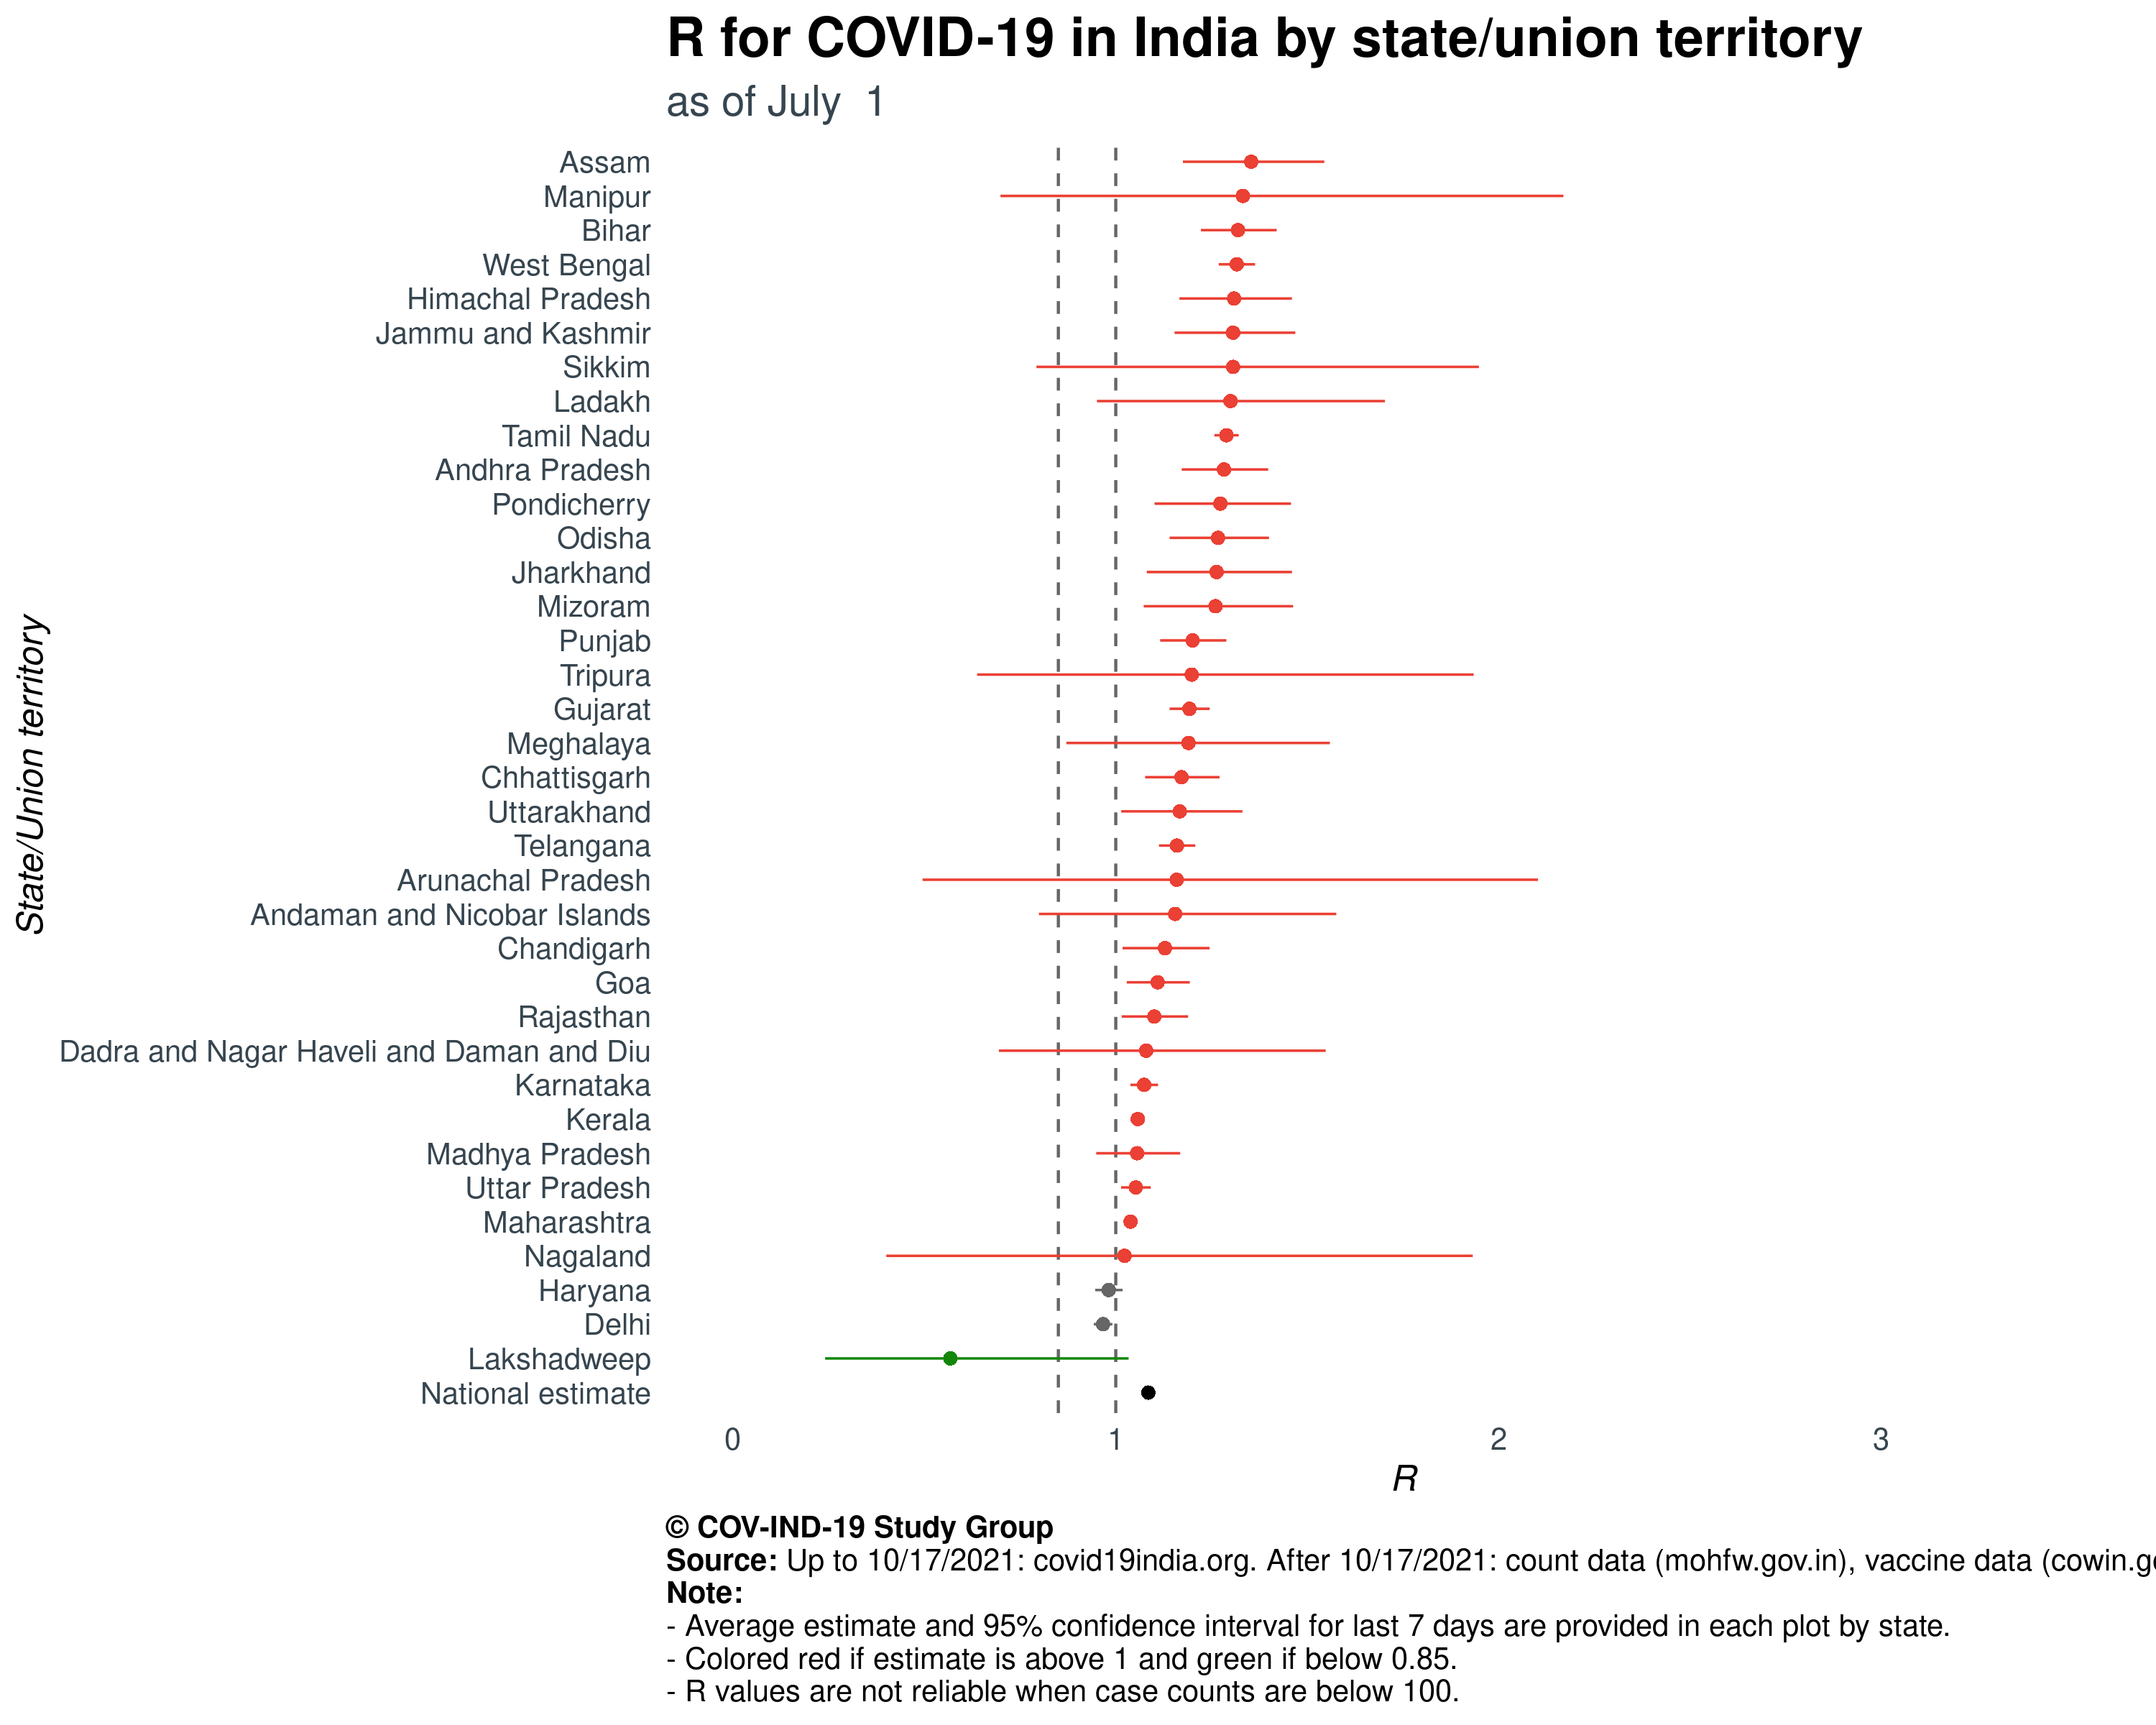 R for COVID-19 in India by state/union territory
as of July  1
State/Union territory
Assam
Manipur
Bihar
West Bengal
Himachal Pradesh
Jammu and Kashmir
Sikkim
Ladakh
Tamil Nadu
Andhra Pradesh
Pondicherry
Odisha
Jharkhand
Mizoram
Punjab
Tripura
Gujarat
Meghalaya
Chhattisgarh
Uttarakhand
Telangana
Arunachal Pradesh
Andaman and Nicobar Islands
Chandigarh
Goa
Rajasthan
Dadra and Nagar Haveli and Daman and Diu
Karnataka
Kerala
Madhya Pradesh
Uttar Pradesh
Maharashtra
Nagaland
Haryana
Delhi
Lakshadweep
National estimate
0 1 2 3
R
© COV-IND-19 Study Group
Source: Up to 10/17/2021: covid19india.org. After 10/17/2021: count data (mohfw.gov.in), vaccine data
Note:
- Average estimate and 95% confidence interval for last 7 days are provided in each plot by state.
- Colored red if estimate is above 1 and green if below 0.85.
- R values are not reliable when case counts are below 100.